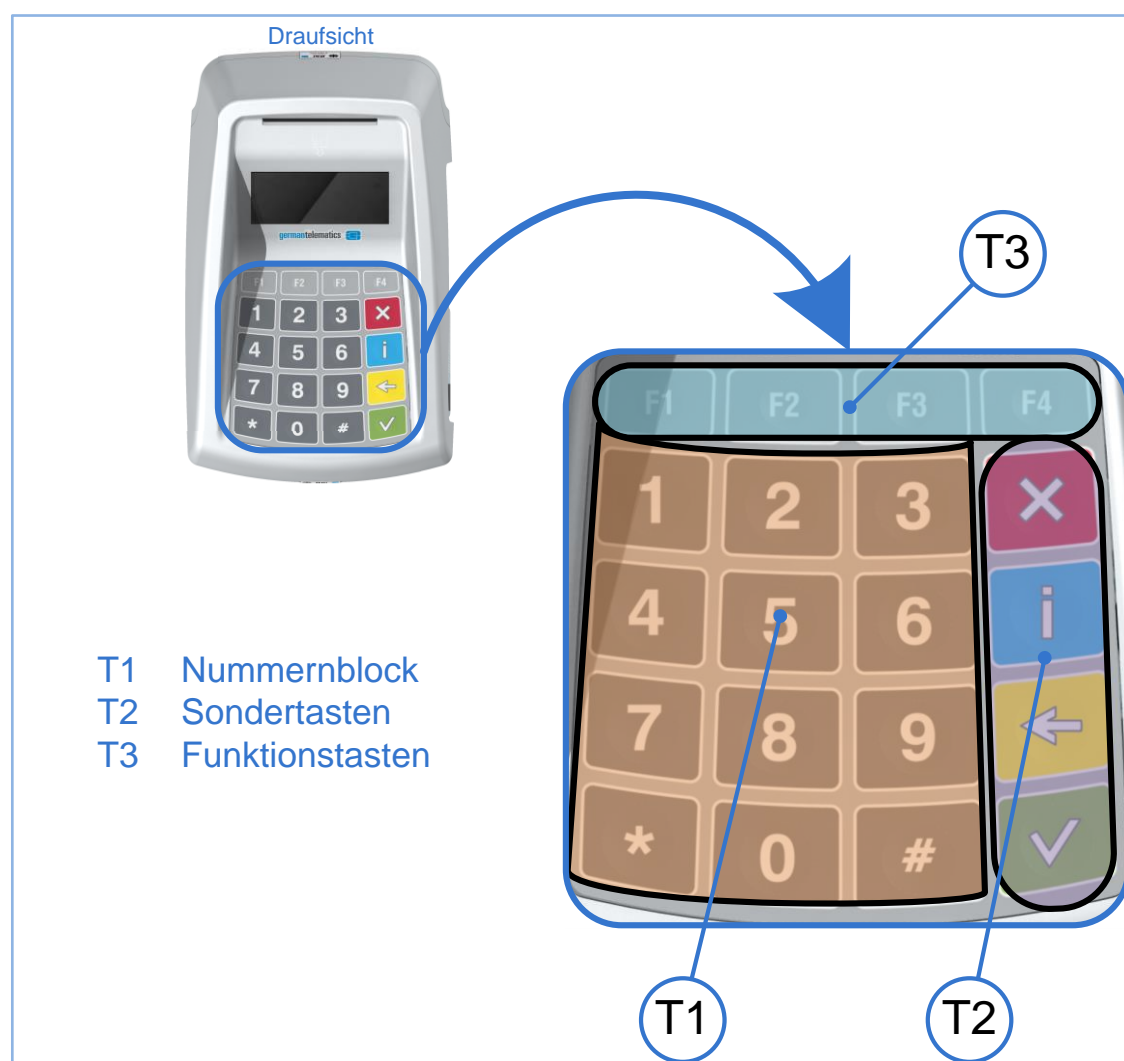 Draufsicht
germantelematics
F1 F2 F3 F4
1 2 3
4 5 6 i
7 8 9
* 0 #
T3
F1 F2 F3 F4
1 2 3
4 5 6 i
7 8 9
* 0 #
T1 Nummernblock
T2 Sondertasten
T3 Funktionstasten
T1 T2